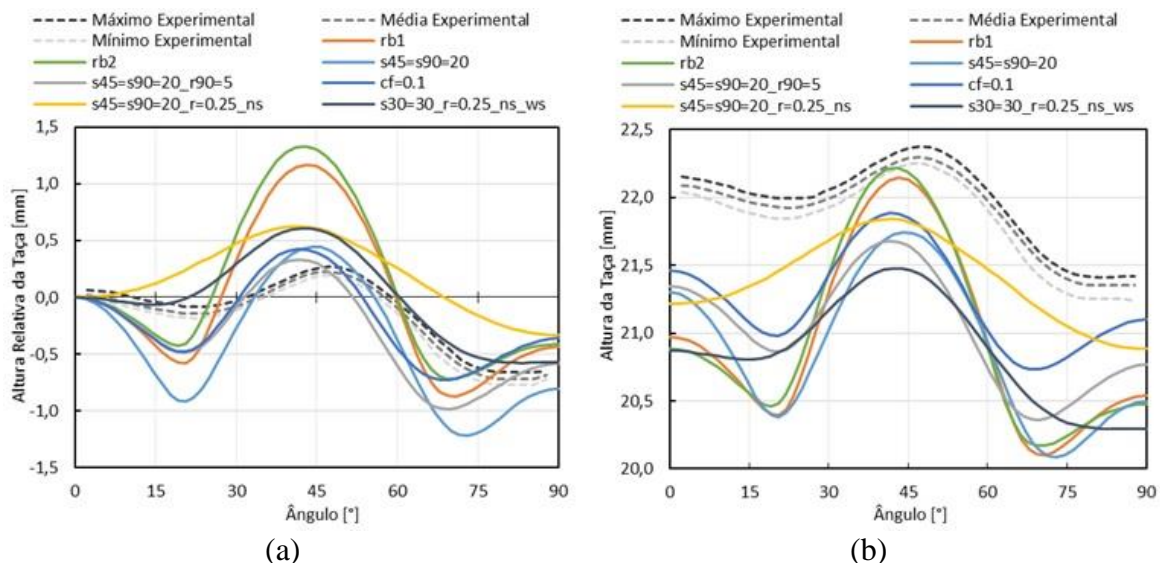 Máximo Experimental
Média Experimental
Mínimo Experimental
rb1
rb2
s45=s90=20
s45=s90=20_r90=5
cf=0.1
s45=s90=20_r=0.25_ns
s30=30_r=0.25_ns_ws
Altura Relativa da Taça [mm]
1,5
1,0
0,5
0,0
-0,5
-1,0
-1,5
0 15 30 45 60 75 90
Ângulo [°]
(a)
Máximo Experimental
Média Experimental
Mínimo Experimental
rb1
rb2
s45=s90=20
s45=s90=20_r90=5
cf=0.1
s45=s90=20_r=0.25_ns
s30=30_r=0.25_ns_ws
Altura da Taça [mm]
22,5
22,0
21,5
21,0
20,5
20,0
0 15 30 45 60 75 90
Ângulo [°]
(b)